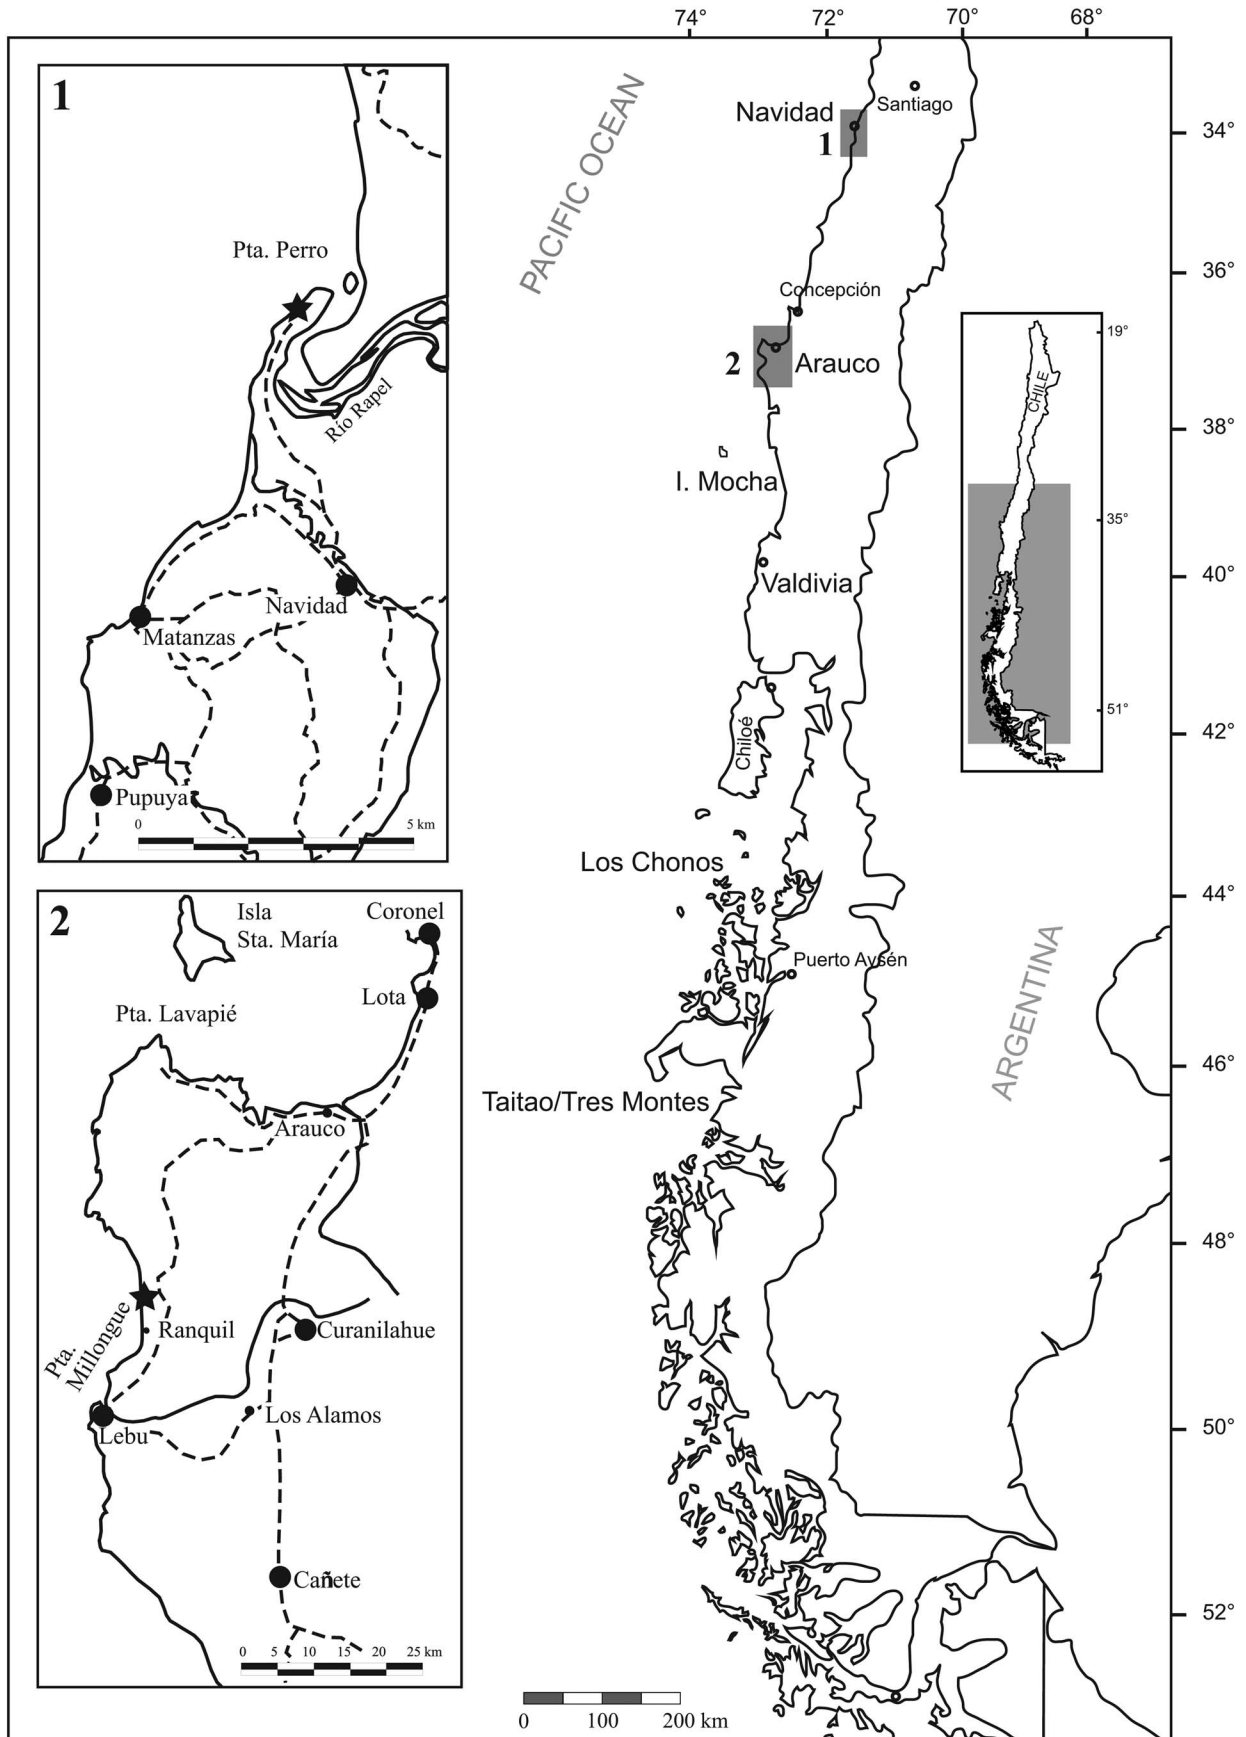 74°
72°
70°
68°
1
Pta. Perro
Río Rapel
Navidad
Matanzas
Pupuya
0
5 km
2
Isla
Sta. María
Coronel
Lota
Pta. Lavapié
Arauco
Pta.
Millongue
Ranquil
Curanilahue
Los Alamos
Lebu
Cañete
0 5 10 15 20 25 km
PACIFIC OCEAN
Navidad
1
Santiago
34°
36°
Concepción
2
Arauco
38°
I. Mocha
40°
Valdivia
42°
Chiloé
Los Chonos
44°
Puerto Aysén
ARGENTINA
46°
Taitao/Tres Montes
48°
50°
52°
0 100 200 km
19°
CHILE
35°
51°